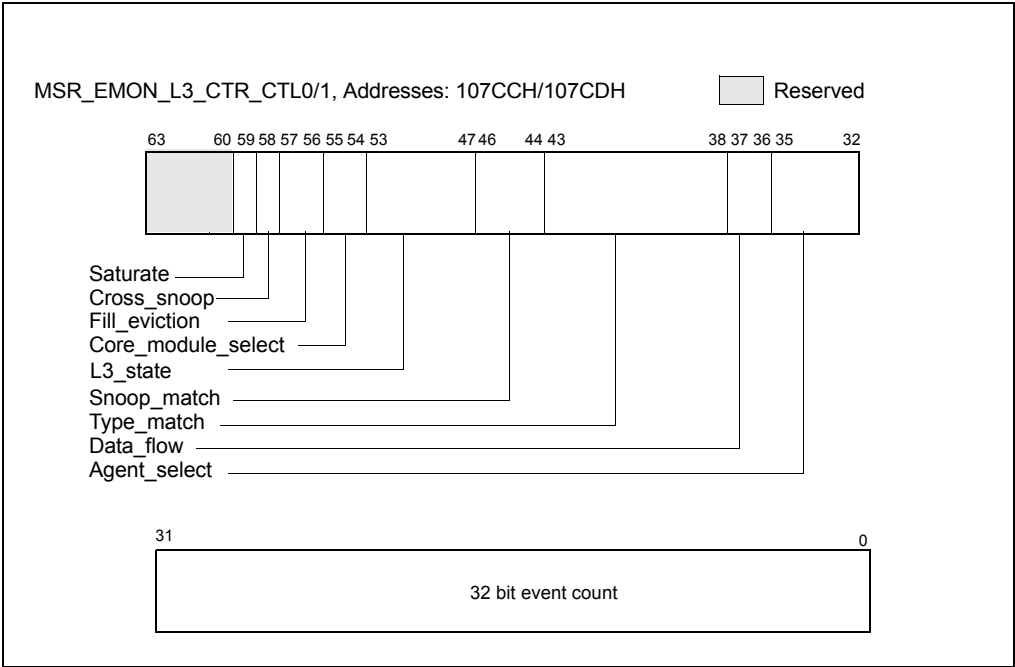 MSR_EMON_L3_CTR_CTL0/1, Addresses: 107CCH/107CDH Reserved
63 60 59 58 57 56 55 54 53 47 46 44 43 38 37 36 35 32
Saturate
Cross_snoop
Fill_eviction
Core_module_select
L3_state
Snoop_match
Type_match
Data_flow
Agent_select
31 0
32 bit event count